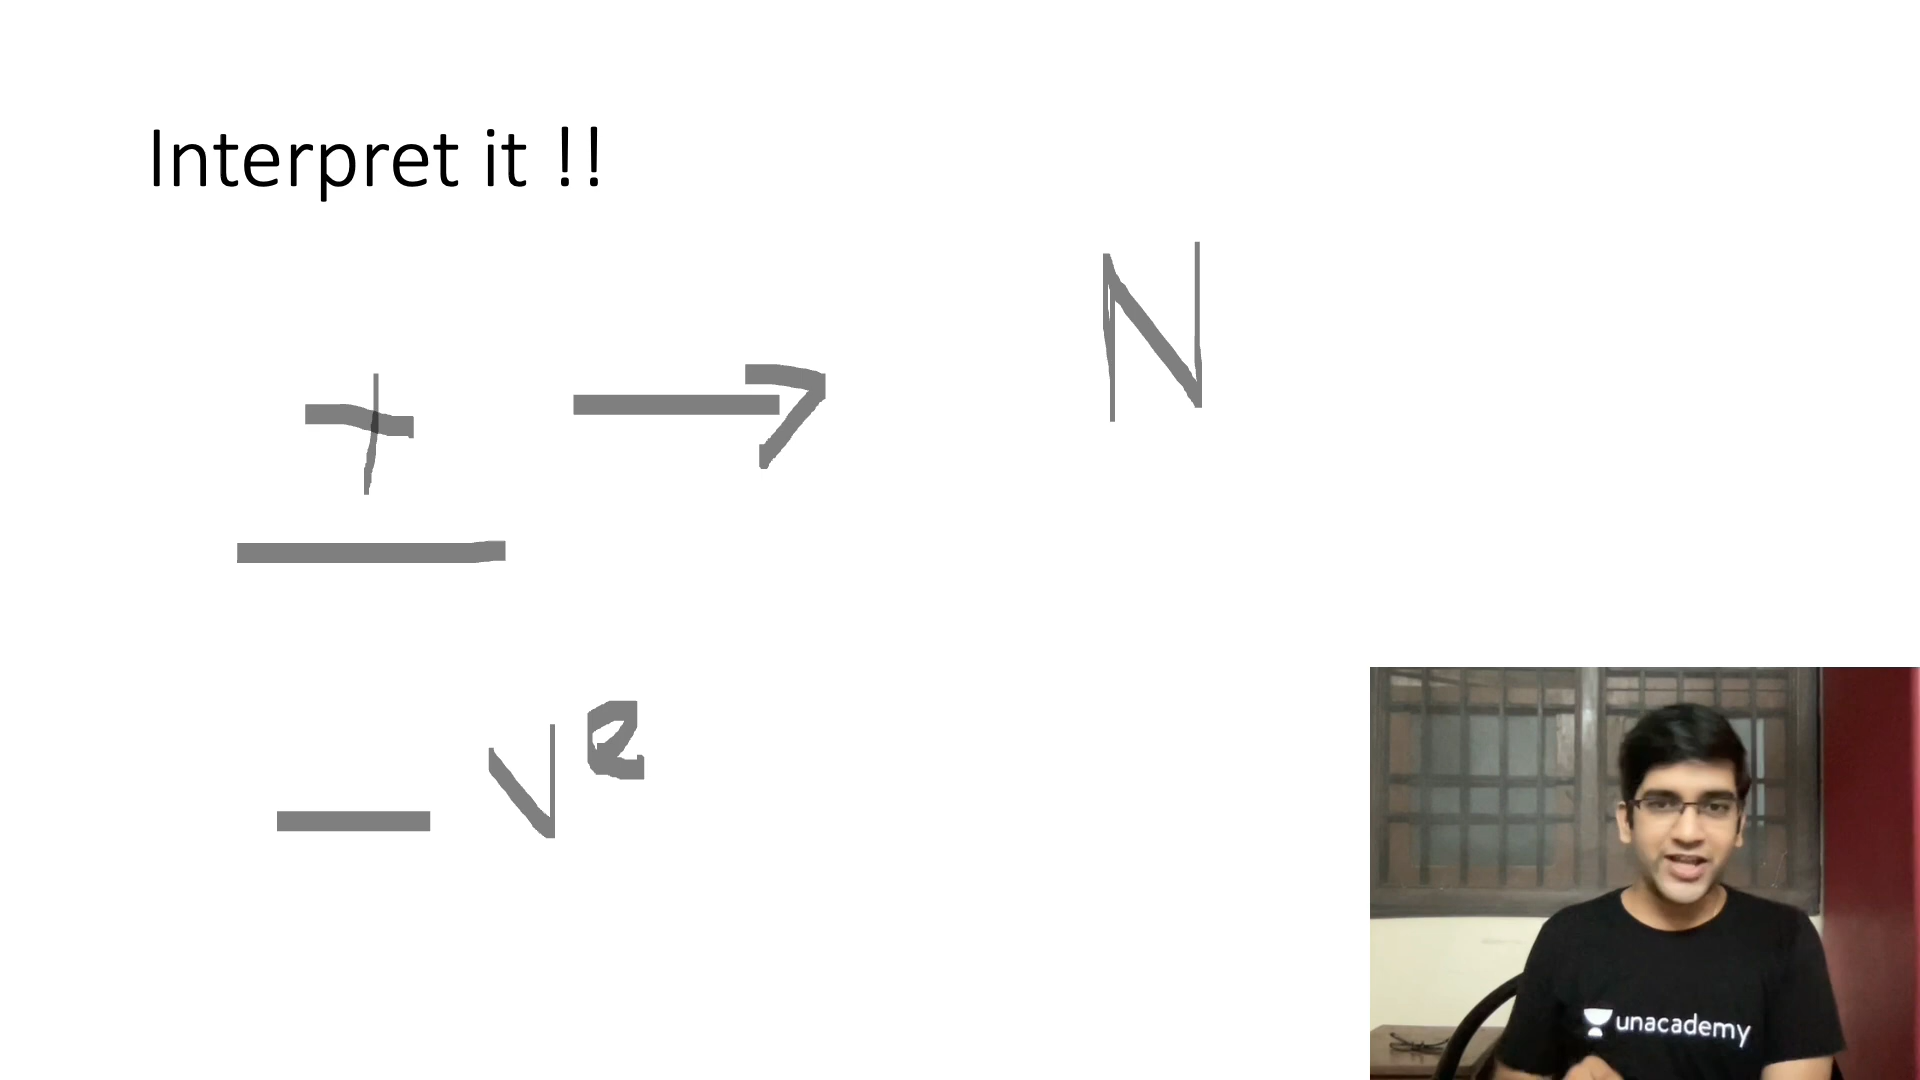 Interpret it !!
+ → N
— ve
unacademy